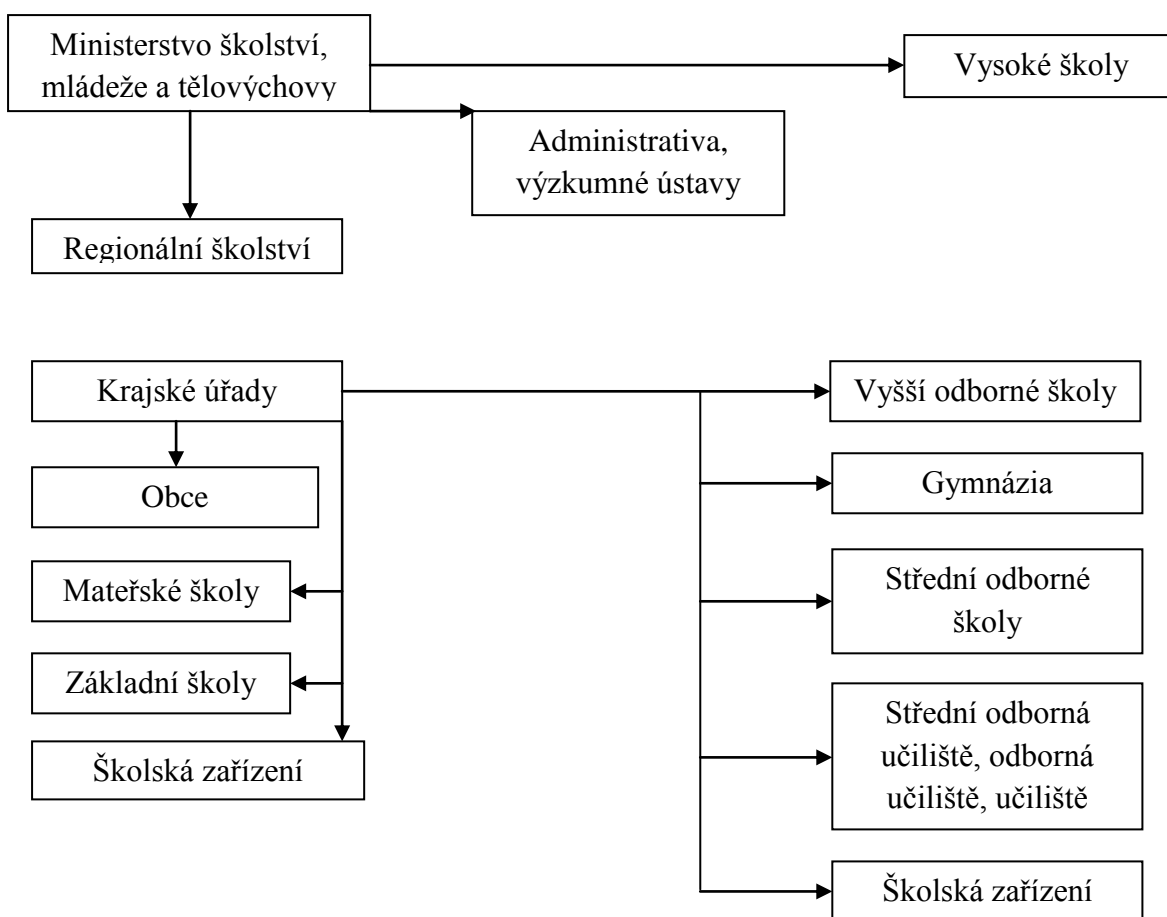 Ministerstvo školství,
mládeže a tělovýchovy
Vysoké školy
Administrativa,
výzkumné ústavy
Regionální školství
Krajské úřady
Vyšší odborné školy
Obce
Gymnázia
Mateřské školy
Střední odborné
školy
Základní školy
Střední odborná
učiliště, odborná
učiliště, učiliště
Školská zařízení
Školská zařízení